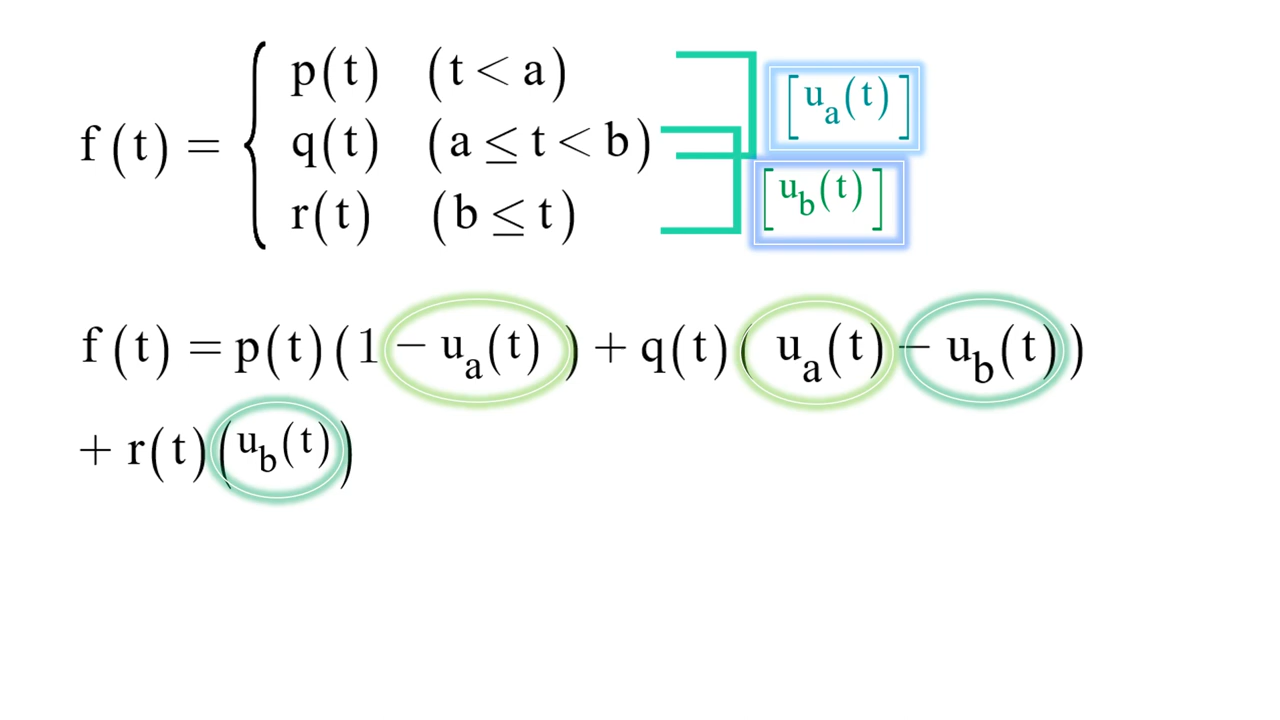 f(t) = { p(t) (t < a)
q(t) (a ≤ t < b)
r(t) (b ≤ t)
[u_a(t)]
[u_b(t)]
f(t) = p(t)(1 − u_a(t)) + q(t)(u_a(t) − u_b(t))
+ r(t)(u_b(t))